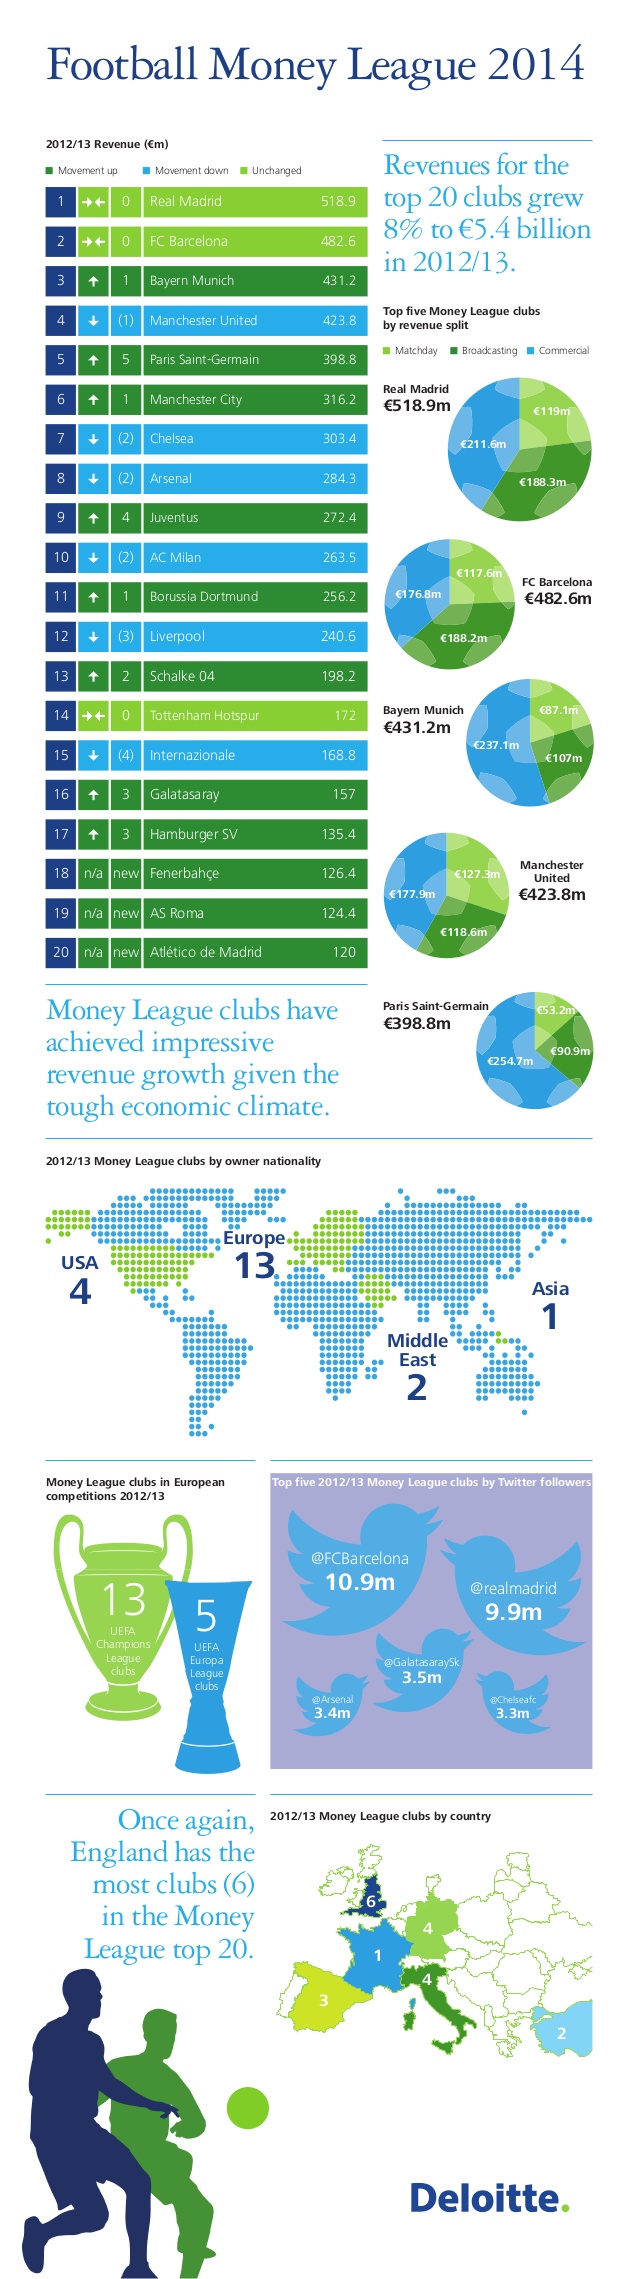 Football Money League 2014
2012/13 Revenue (€m)
Movement up Movement down Unchanged
1 0 Real Madrid 518.9
2 0 FC Barcelona 482.6
3 1 Bayern Munich 431.2
4 (1) Manchester United 423.8
5 5 Paris Saint-Germain 398.8
6 1 Manchester City 316.2
7 (2) Chelsea 303.4
8 (2) Arsenal 284.3
9 4 Juventus 272.4
10 (2) AC Milan 263.5
11 1 Borussia Dortmund 256.2
12 (3) Liverpool 240.6
13 2 Schalke 04 198.2
14 0 Tottenham Hotspur 172
15 (4) Internazionale 168.8
16 3 Galatasaray 157
17 3 Hamburger SV 135.4
18 n/a new Fenerbahçe 126.4
19 n/a new AS Roma 124.4
20 n/a new Atlético de Madrid 120
Revenues for the
top 20 clubs grew
8% to €5.4 billion
in 2012/13.
Top five Money League clubs
by revenue split
Matchday Broadcasting Commercial
Real Madrid
€518.9m
€119m
€211.6m
€188.3m
FC Barcelona
€482.6m
€117.6m
€176.8m
€188.2m
Bayern Munich
€431.2m
€87.1m
€237.1m
€107m
Manchester
United
€423.8m
€127.3m
€177.9m
€118.6m
Paris Saint-Germain
€398.8m
€53.2m
€90.9m
€254.7m
Money League clubs have
achieved impressive
revenue growth given the
tough economic climate.
2012/13 Money League clubs by owner nationality
USA
4
Europe
13
Middle
East
2
Asia
1
Money League clubs in European
competitions 2012/13
13
UEFA
Champions
League
clubs
5
UEFA
Europa
League
clubs
Top five 2012/13 Money League clubs by Twitter followers
@FCBarcelona
10.9m
@realmadrid
9.9m
@GalatasaraySk
3.5m
@Arsenal
3.4m
@Chelseafc
3.3m
Once again,
England has the
most clubs (6)
in the Money
League top 20.
2012/13 Money League clubs by country
6
4
1
4
3
2
Deloitte.